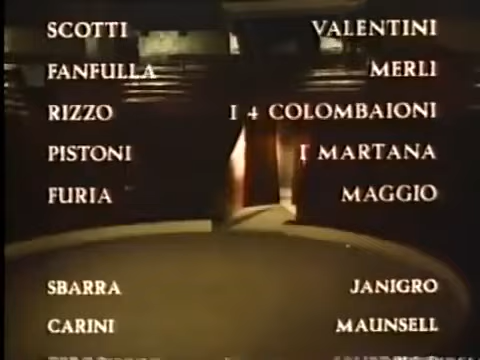 SCOTTI VALENTINI
FANFULLA MERLI
RIZZO I 4 COLOMBAIONI
PISTONI I MARTANA
FURIA MAGGIO
SBARRA JANIGRO
CARINI MAUNSELL